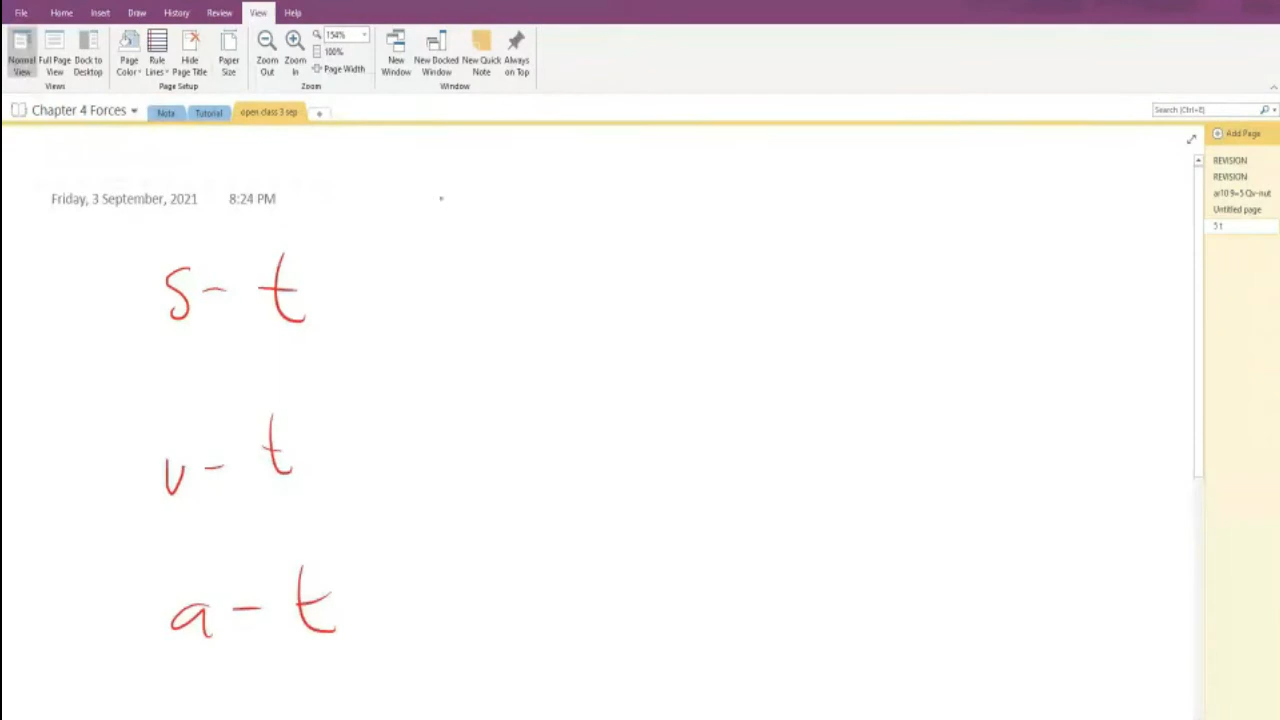 File Home Insert Draw History Review View Help
154%
100%
Page Width
Normal View Full Page View Dock to Desktop Page Color Rule Lines Hide Page Title Paper Size Zoom Out Zoom In New Window New Docked Window New Quick Note Always on Top
Views Page Setup Zoom Window
Chapter 4 Forces Nota Tutorial open class 3 sep
Search (Ctrl+E)
Add Page
REVISION
REVISION
Untitled page
S t
Friday, 3 September, 2021 8:24 PM
s - t
v - t
a - t